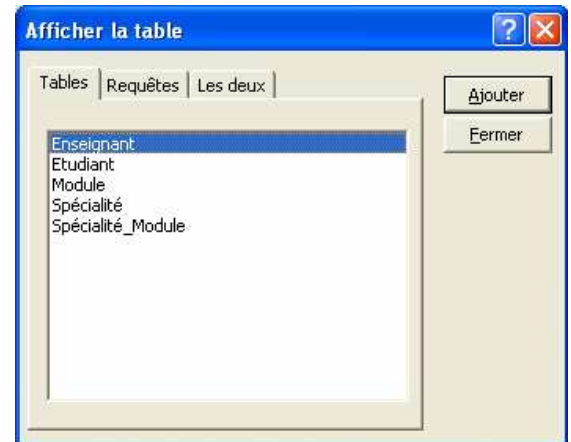 Afficher la table
Tables Requêtes Les deux
Ajouter
Fermer
Enseignant
Etudiant
Module
Spécialité
Spécialité_Module